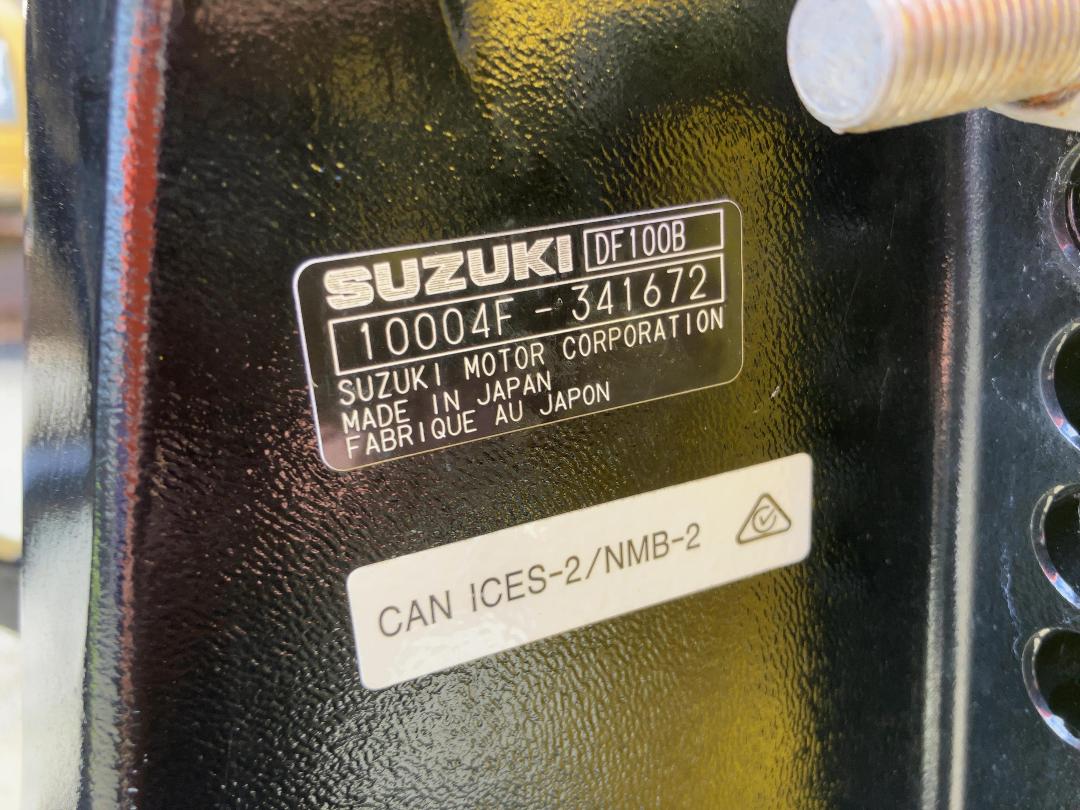 SUZUKI DF100B
10004F - 341672
SUZUKI MOTOR CORPORATION
MADE IN JAPAN
FABRIQUE AU JAPON
CAN ICES-2/NMB-2